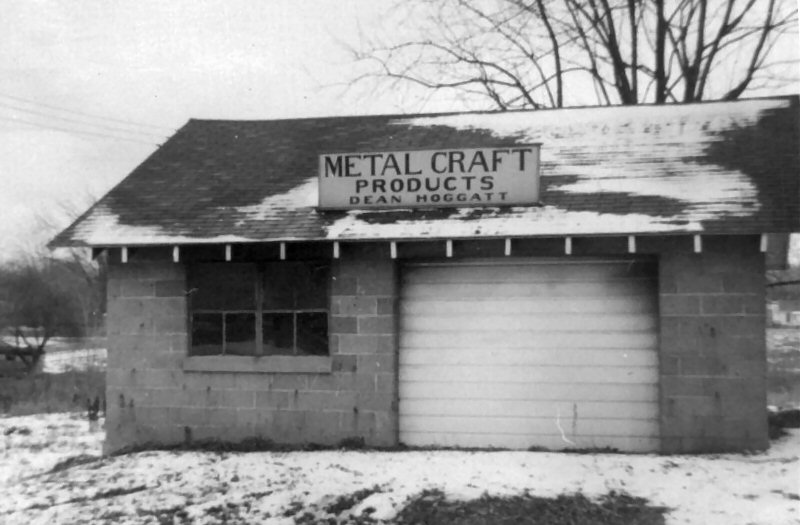 METAL CRAFT
PRODUCTS
DEAN HOGGATT